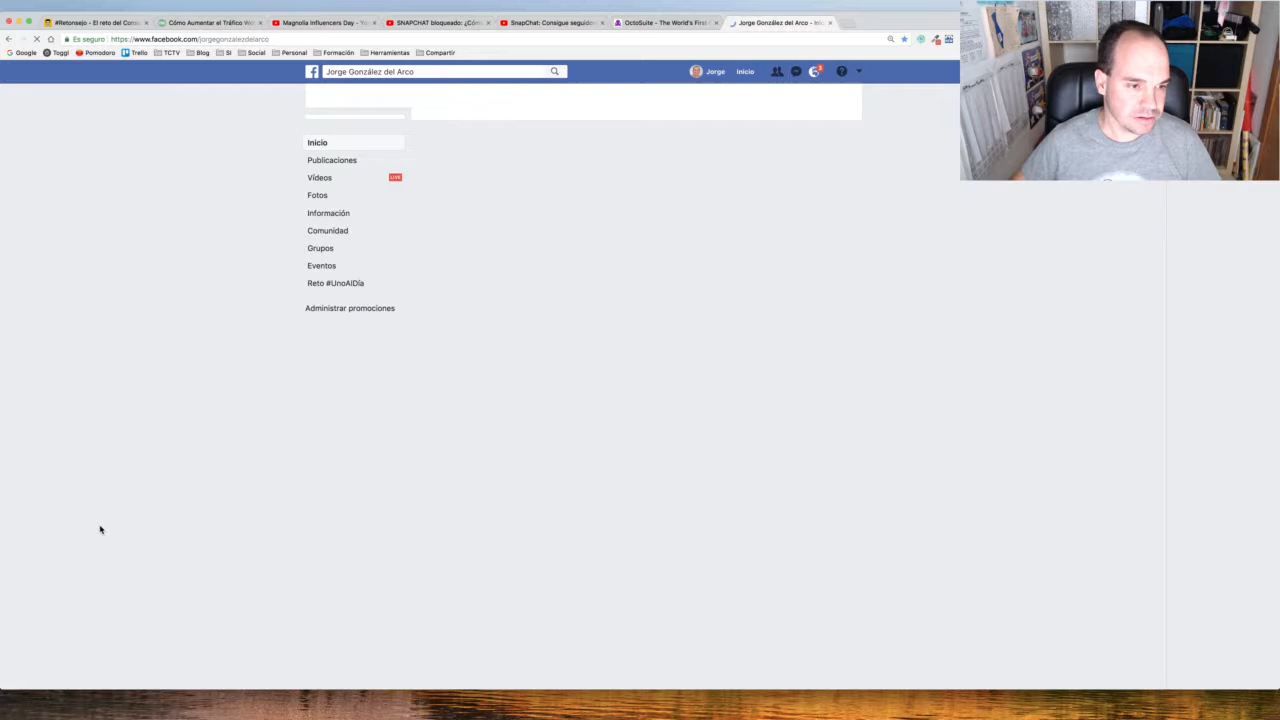 #Retonsejo - El reto del Cons
Cómo Aumentar el Tráfico We
Magnolia Influencers Day - Yo
SNAPCHAT bloqueado: ¿Cóm
SnapChat: Consigue seguido
OctoSuite - The World's First
Jorge González del Arco - Inic
Es seguro https://www.facebook.com/jorgegonzalezdelarco
Google Toggl Pomodoro Trello TCTV Blog SI Social Personal Formación Herramientas Compartir
Jorge González del Arco
Jorge Inicio 3
Inicio
Publicaciones
Vídeos LIVE
Fotos
Información
Comunidad
Grupos
Eventos
Reto #UnoAlDía
Administrar promociones